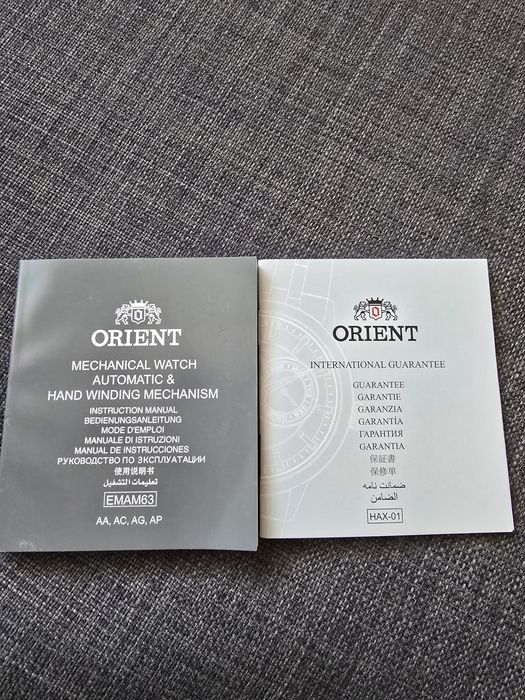 ORIENT
MECHANICAL WATCH
AUTOMATIC &
HAND WINDING MECHANISM
INSTRUCTION MANUAL
BEDIENUNGSANLEITUNG
MODE D'EMPLOI
MANUALE DI ISTRUZIONI
MANUAL DE INSTRUCCIONES
РУКОВОДСТВО ПО ЭКСПЛУАТАЦИИ
使用说明书
تعليمات التشغيل
EMAM63
AA, AC, AG, AP
ORIENT
INTERNATIONAL GUARANTEE
GUARANTEE
GARANTIE
GARANZIA
GARANTÍA
ГАРАНТИЯ
GARANTIA
保証書
保修单
ضمانت نامه
الضامن
HAX-01